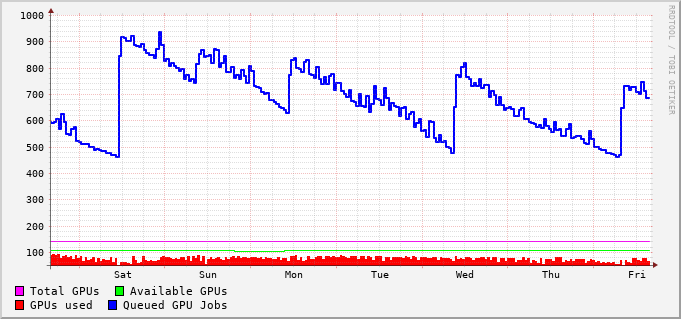 1000
900
800
700
600
500
400
300
200
100
Sat Sun Mon Tue Wed Thu Fri
Total GPUs Available GPUs
GPUs used Queued GPU Jobs
RRDTOOL / TOBI OETIKER